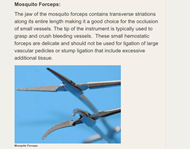 Mosquito Forceps:
The jaw of the mosquito forceps contains transverse striations
along its entire length making it a good choice for the occlusion
of small vessels. The tip of the instrument is typically used to
grasp and crush bleeding vessels.  These small hemostatic
forceps are delicate and should not be used for ligation of large
vascular pedicles or stump ligation that include excessive
additional tissue.
Mosquito Forceps